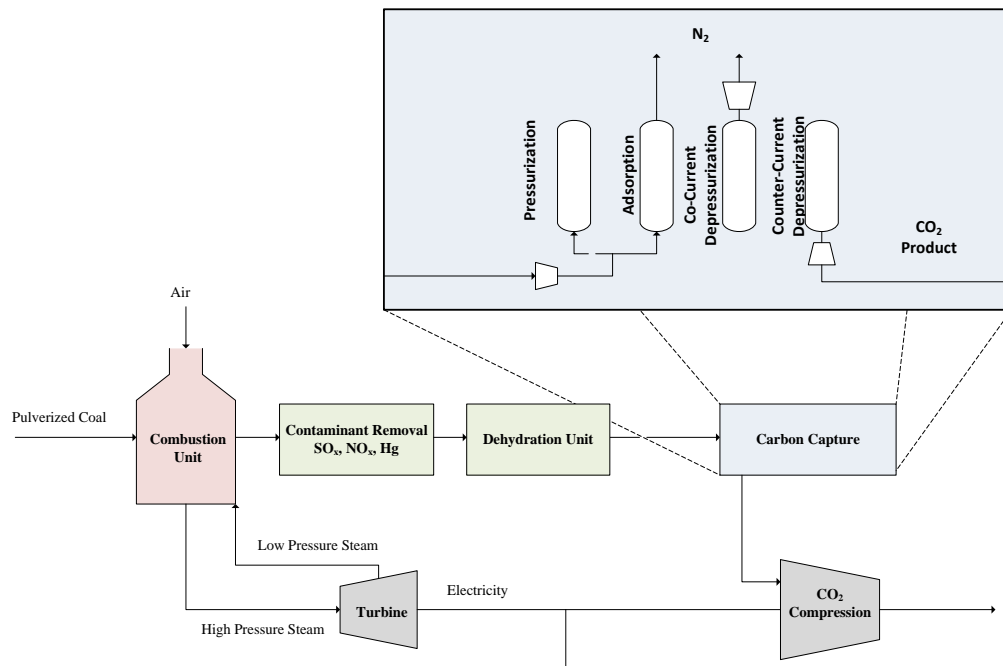 N₂
Pressurization
Adsorption
Co-Current
Depressurization
Counter-Current
Depressurization
CO₂
Product
Air
Pulverized Coal
Combustion
Unit
Contaminant Removal
SOₓ, NOₓ, Hg
Dehydration Unit
Carbon Capture
Low Pressure Steam
Turbine
Electricity
High Pressure Steam
CO₂
Compression